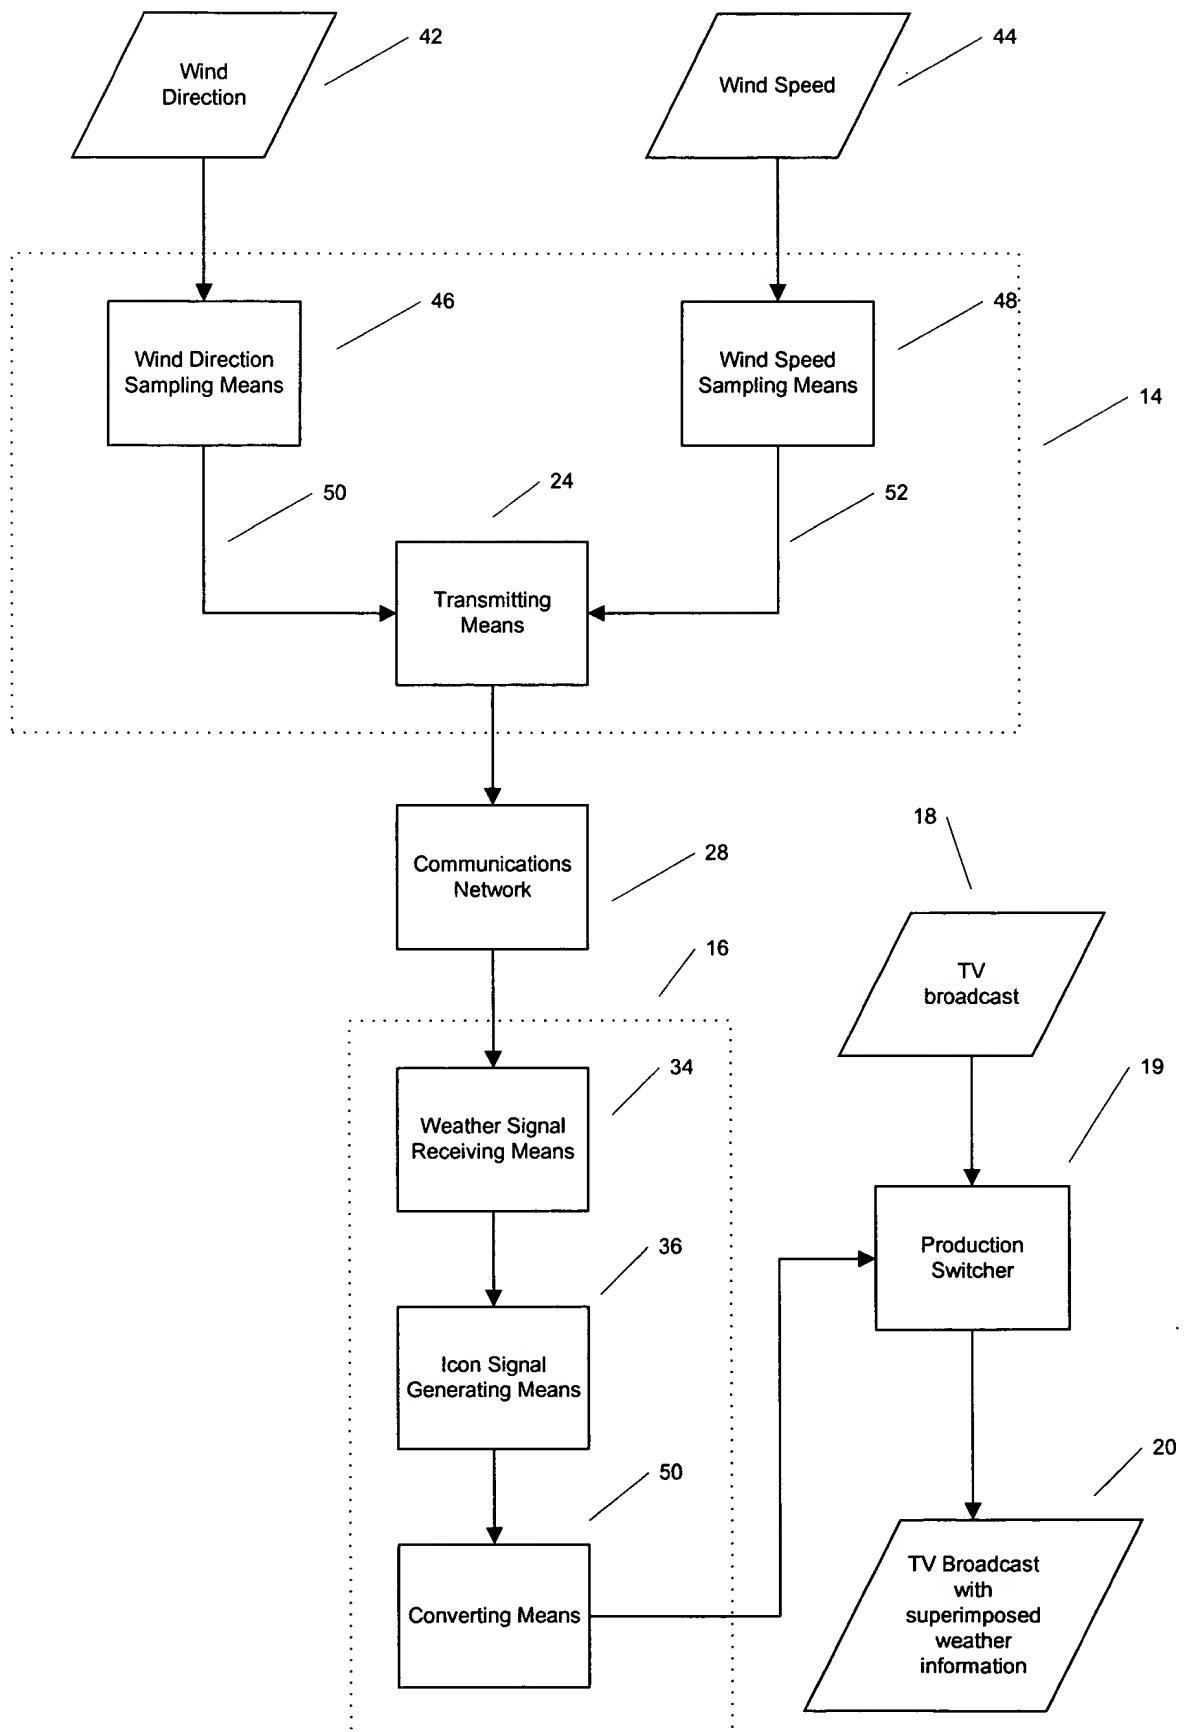 42
Wind
Direction
44
Wind Speed
46
Wind Direction
Sampling Means
48
Wind Speed
Sampling Means
14
50
24
52
Transmitting
Means
Communications
Network
28
18
16
TV
broadcast
34
Weather Signal
Receiving Means
19
36
Production
Switcher
Icon Signal
Generating Means
50
20
Converting Means
TV Broadcast
with
superimposed
weather
information